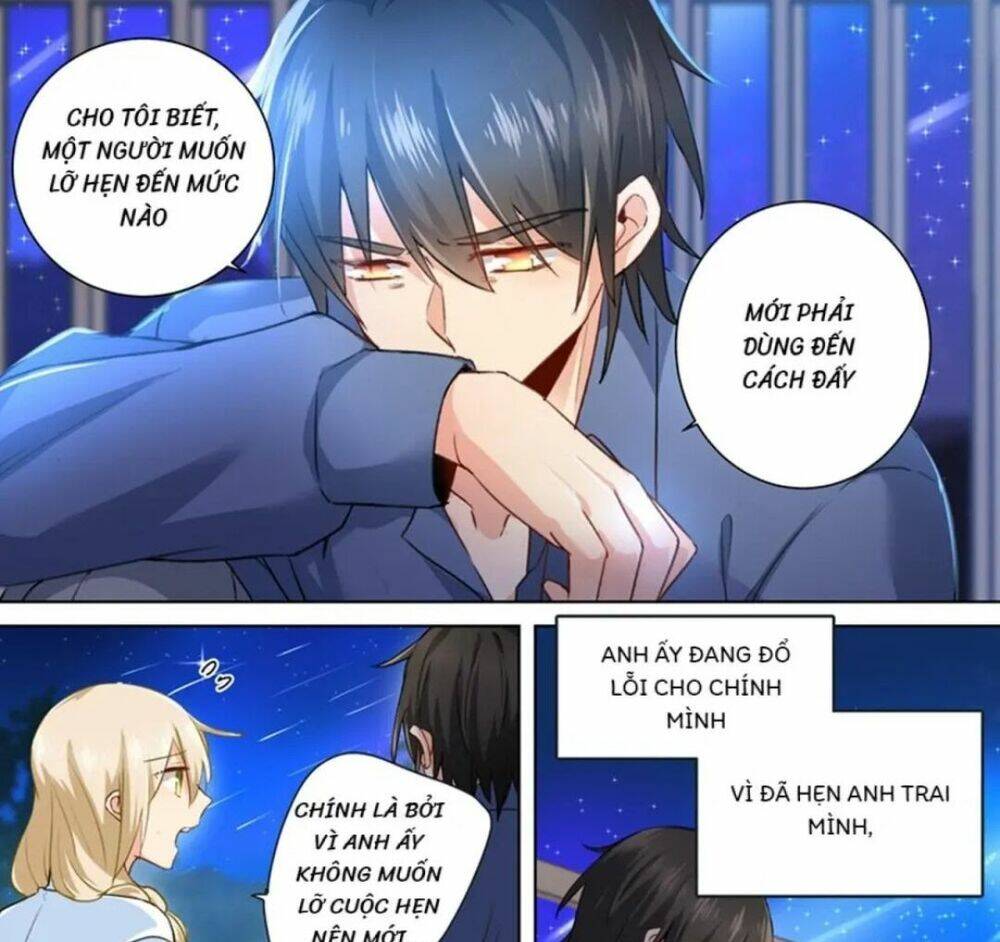 CHO TÔI BIẾT,
MỘT NGƯỜI MUỐN
LỠ HẸN ĐẾN MỨC
NÀO
MỚI PHẢI
DÙNG ĐẾN
CÁCH ĐẤY
CHÍNH LÀ BỞI
VÌ ANH ẤY
KHÔNG MUỐN
LỠ CUỘC HẸN
NÊN MỚI
ANH ẤY ĐANG ĐỔ
LỖI CHO CHÍNH
MÌNH
VÌ ĐÃ HẸN ANH TRAI
MÌNH,